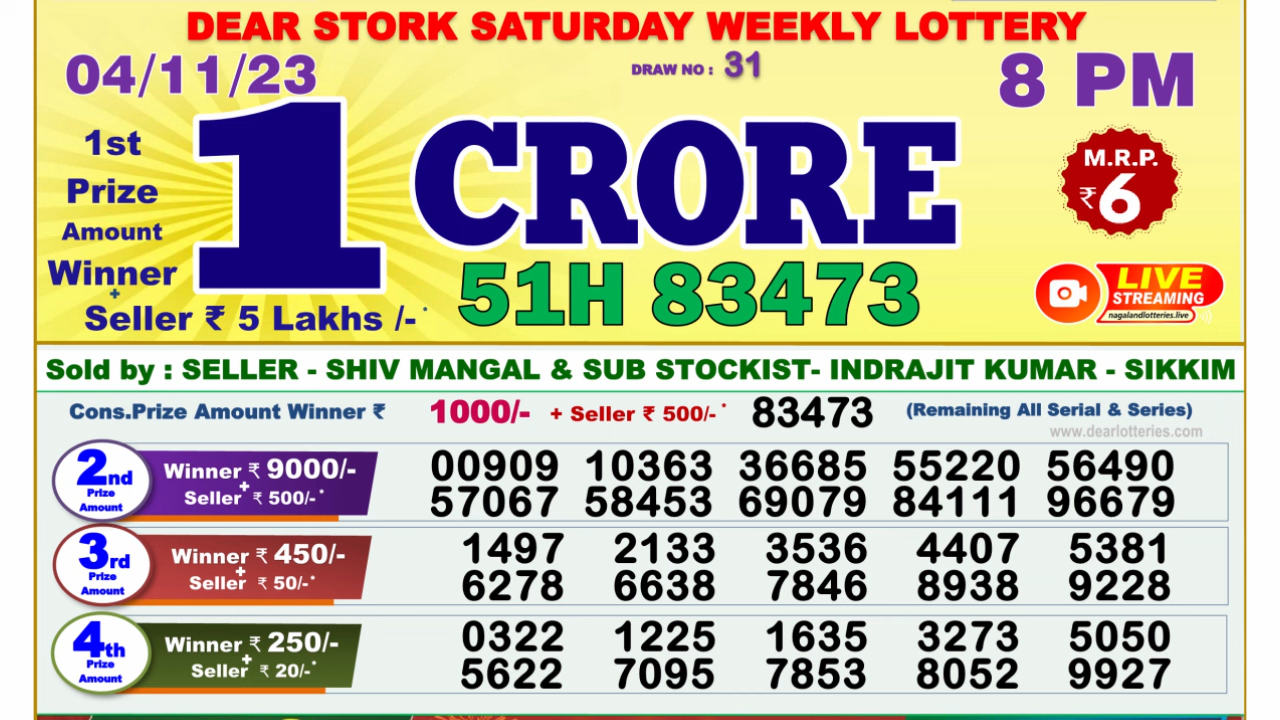 DEAR STORK SATURDAY WEEKLY LOTTERY
04/11/23
DRAW NO : 31
8 PM
1st
Prize
Amount
Winner
+
Seller ₹ 5 Lakhs /-*
1 CRORE
51H 83473
M.R.P.
₹6
LIVE
STREAMING
nagalandlotteries.live
Sold by : SELLER - SHIV MANGAL & SUB STOCKIST- INDRAJIT KUMAR - SIKKIM
Cons.Prize Amount Winner ₹ 1000/- + Seller ₹ 500/-* 83473 (Remaining All Serial & Series)
www.dearlotteries.com
2nd
Prize
Amount
Winner ₹ 9000/-
+
Seller ₹ 500/-*
00909 10363 36685 55220 56490
57067 58453 69079 84111 96679
3rd
Prize
Amount
Winner ₹ 450/-
+
Seller ₹ 50/-*
1497 2133 3536 4407 5381
6278 6638 7846 8938 9228
4th
Prize
Amount
Winner ₹ 250/-
+
Seller ₹ 20/-*
0322 1225 1635 3273 5050
5622 7095 7853 8052 9927